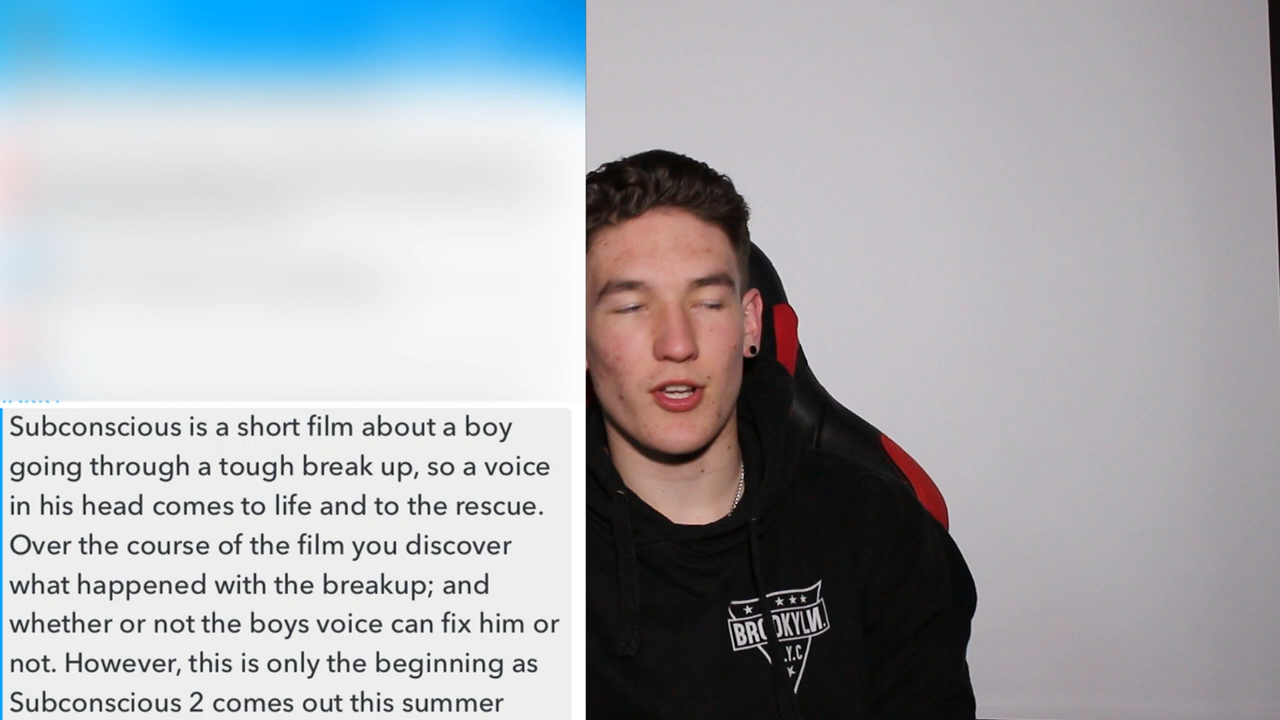 Subconscious is a short film about a boy
going through a tough break up, so a voice
in his head comes to life and to the rescue.
Over the course of the film you discover
what happened with the breakup; and
whether or not the boys voice can fix him or
not. However, this is only the beginning as
Subconscious 2 comes out this summer
BROOKYLN.
.Y.C